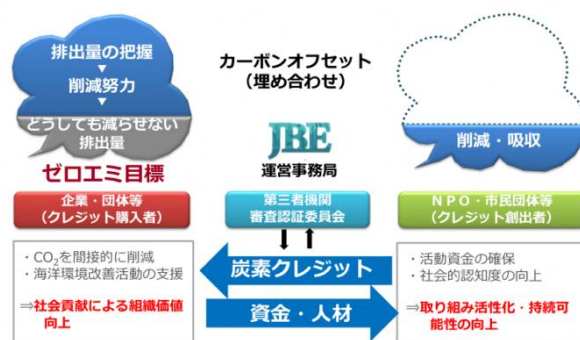 排出量の把握
▼
削減努力
▼
どうしても減らせない
排出量
ゼロエミ目標
企業・団体等
（クレジット購入者）
・CO₂を間接的に削減
・海洋環境改善活動の支援
⇒社会貢献による組織価値
向上
カーボンオフセット
（埋め合わせ）
JBE
運営事務局
第三者機関
審査認証委員会
炭素クレジット
資金・人材
削減・吸収
ＮＰＯ・市民団体等
（クレジット創出者）
・活動資金の確保
・社会的認知度の向上
⇒取り組み活性化・持続可
能性の向上